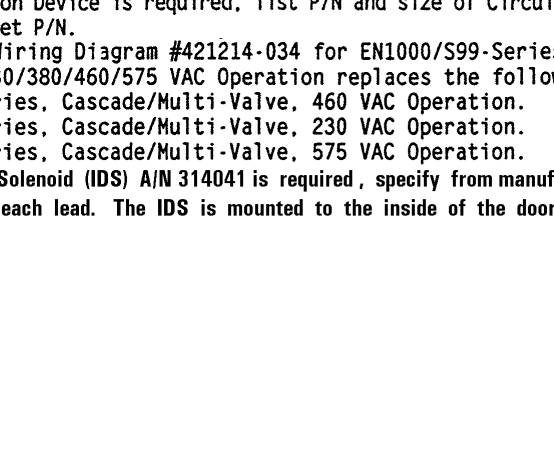 on Device is required, list P/N and size of Circui
et P/N.
Wiring Diagram #421214-034 for EN1000/S99-Series
30/380/460/575 VAC Operation replaces the follow
ries, Cascade/Multi-Valve, 460 VAC Operation.
ries, Cascade/Multi-Valve, 230 VAC Operation.
ries, Cascade/Multi-Valve, 575 VAC Operation.
Solenoid (IDS) A/N 314041 is required , specify from manuf
each lead. The IDS is mounted to the inside of the door